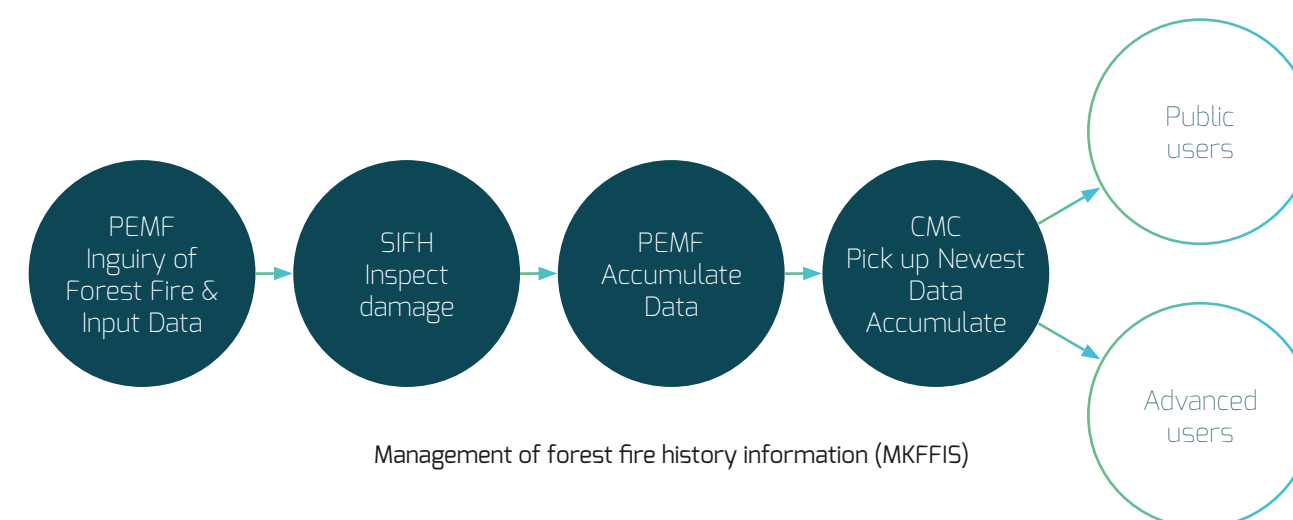 PEMF
Inguiry of
Forest Fire &
Input Data
SIFH
Inspect
damage
PEMF
Accumulate
Data
CMC
Pick up Newest
Data
Accumulate
Public
users
Advanced
users
Management of forest fire history information (MKFFIS)